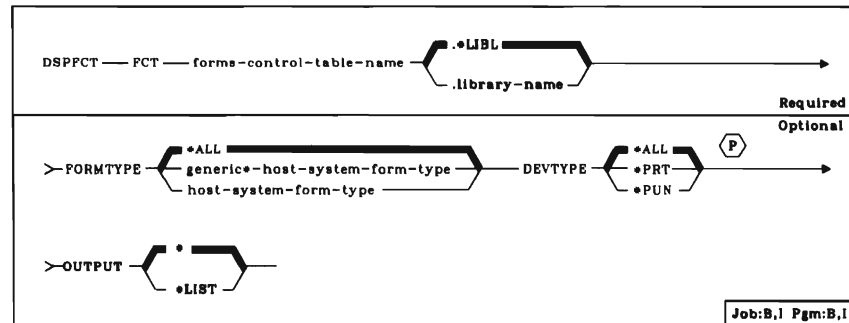 .*LIBL
DSPFCT FCT forms-control-table-name
.library-name
Required
Optional
*ALL *ALL P
>FORMTYPE generic*-host-system-form-type DEVTYPE *PRT
host-system-form-type *PUN
*
>OUTPUT
*LIST
Job:B,I Pgm:B,I